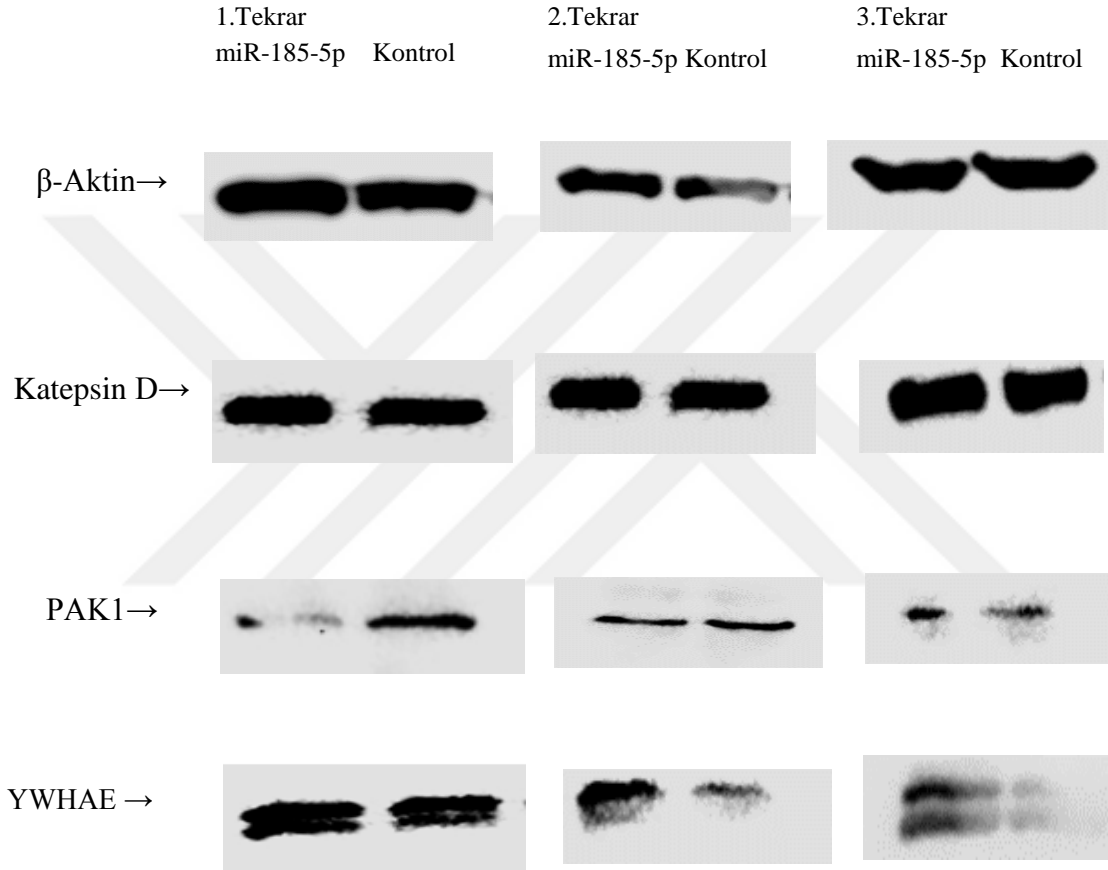 1.Tekrar 2.Tekrar 3.Tekrar
miR-185-5p Kontrol miR-185-5p Kontrol miR-185-5p Kontrol
β-Aktin→
Katepsin D→
PAK1→
YWHAE →